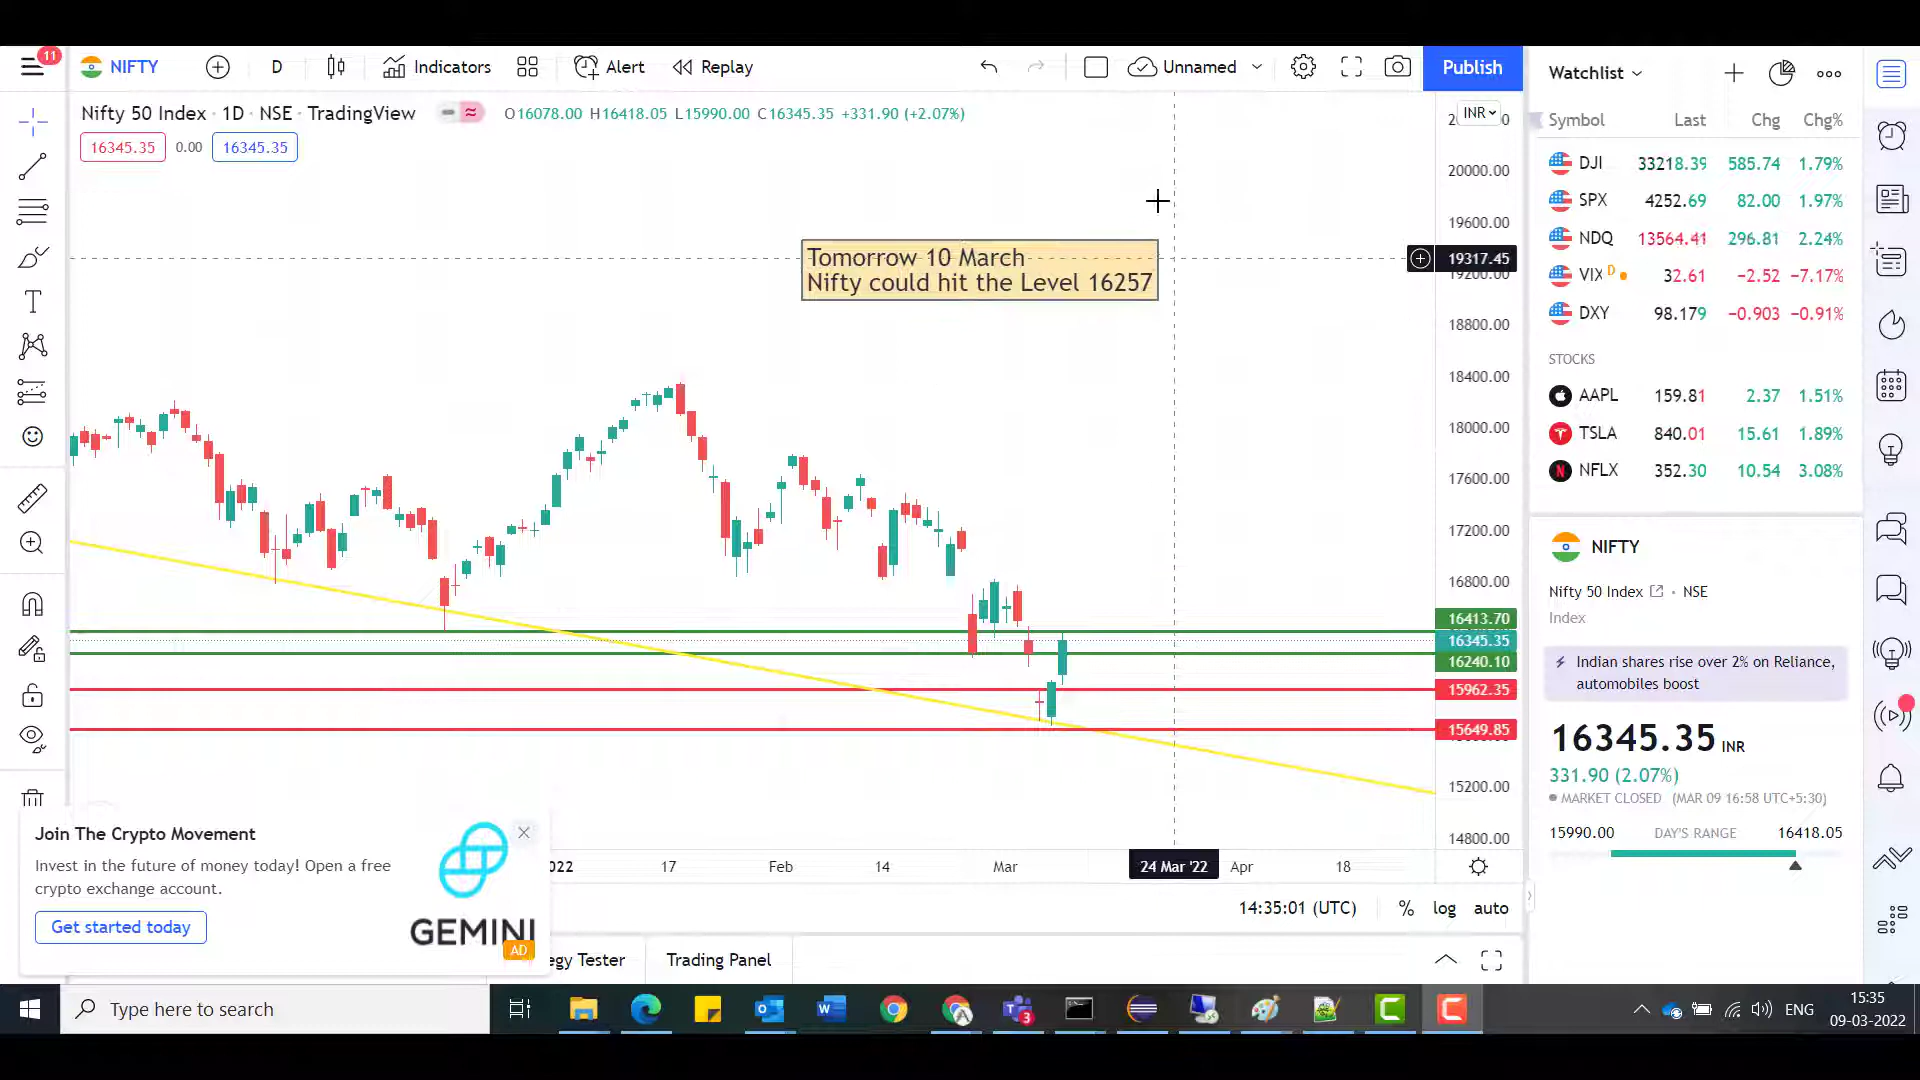 11
NIFTY
D
Indicators
Alert
Replay
Unnamed
Publish
Nifty 50 Index · 1D · NSE · TradingView
O16078.00 H16418.05 L15990.00 C16345.35 +331.90 (+2.07%)
16345.35
0.00
16345.35
INR
20000.00
19600.00
19317.45
18800.00
18400.00
18000.00
17600.00
17200.00
16800.00
16413.70
16345.35
16240.10
15962.35
15649.85
15200.00
14800.00
Tomorrow 10 March
Nifty could hit the Level 16257
17
Feb
14
Mar
24 Mar '22
Apr
18
14:35:01 (UTC)
%
log
auto
Join The Crypto Movement
Invest in the future of money today! Open a free
crypto exchange account.
Get started today
GEMINI
AD
Tester
Trading Panel
Watchlist
Symbol Last Chg Chg%
DJI 33218.39 585.74 1.79%
SPX 4252.69 82.00 1.97%
NDQ 13564.41 296.81 2.24%
VIX D 32.61 −2.52 −7.17%
DXY 98.179 −0.903 −0.91%
STOCKS
AAPL 159.81 2.37 1.51%
TSLA 840.01 15.61 1.89%
NFLX 352.30 10.54 3.08%
NIFTY
Nifty 50 Index · NSE
Index
Indian shares rise over 2% on Reliance,
automobiles boost
16345.35 INR
331.90 (2.07%)
MARKET CLOSED (MAR 09 16:58 UTC+5:30)
15990.00 DAY'S RANGE 16418.05
Type here to search
3
ENG
15:35
09-03-2022